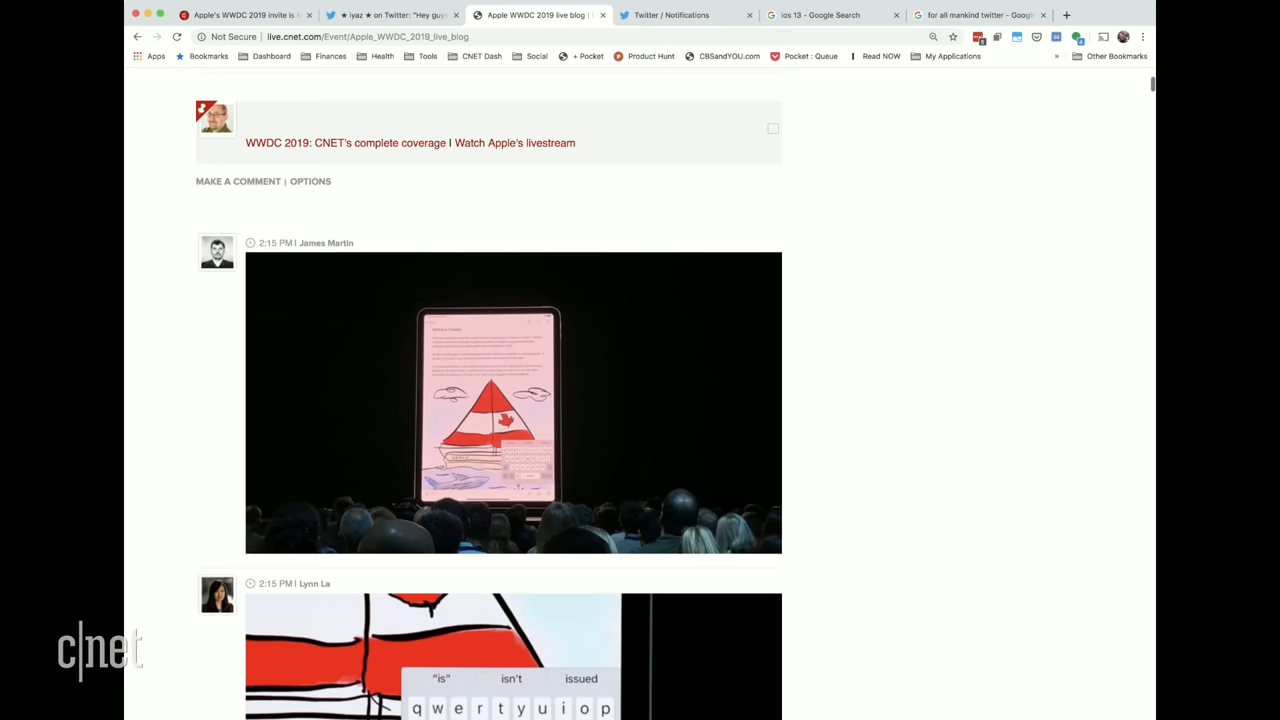 Apple's WWDC 2019 invite is t
★ iyaz ★ on Twitter: "Hey guy
Apple WWDC 2019 live blog |
Twitter / Notifications
ios 13 - Google Search
for all mankind twitter - Goog
Not Secure | live.cnet.com/Event/Apple_WWDC_2019_live_blog
Apps Bookmarks Dashboard Finances Health Tools CNET Dash Social + Pocket Product Hunt CBSandYOU.com Pocket : Queue Read NOW My Applications » Other Bookmarks
WWDC 2019: CNET's complete coverage | Watch Apple's livestream
MAKE A COMMENT | OPTIONS
2:15 PM | James Martin
2:15 PM | Lynn La
"is" isn't issued
q w e r t y u i o p
c|net